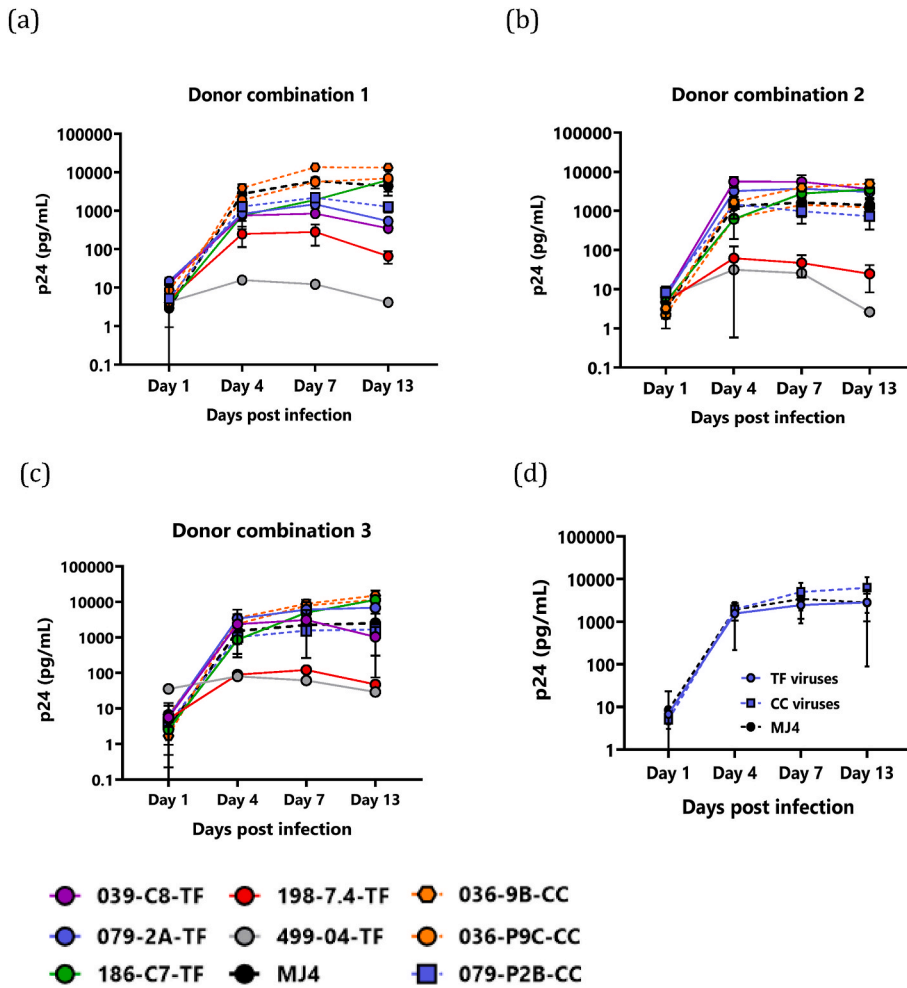 (a)
Donor combination 1
p24 (pg/mL)
100000
10000
1000
100
10
1
0.1
Day 1 Day 4 Day 7 Day 13
Days post infection
(b)
Donor combination 2
p24 (pg/mL)
100000
10000
1000
100
10
1
0.1
Day 1 Day 4 Day 7 Day 13
Days post infection
(c)
Donor combination 3
p24 (pg/mL)
100000
10000
1000
100
10
1
0.1
Day 1 Day 4 Day 7 Day 13
Days post infection
(d)
p24 (pg/mL)
100000
10000
1000
100
10
1
TF viruses
CC viruses
MJ4
Day 1 Day 4 Day 7 Day 13
Days post infection
039-C8-TF 198-7.4-TF 036-9B-CC
079-2A-TF 499-04-TF 036-P9C-CC
186-C7-TF MJ4 079-P2B-CC